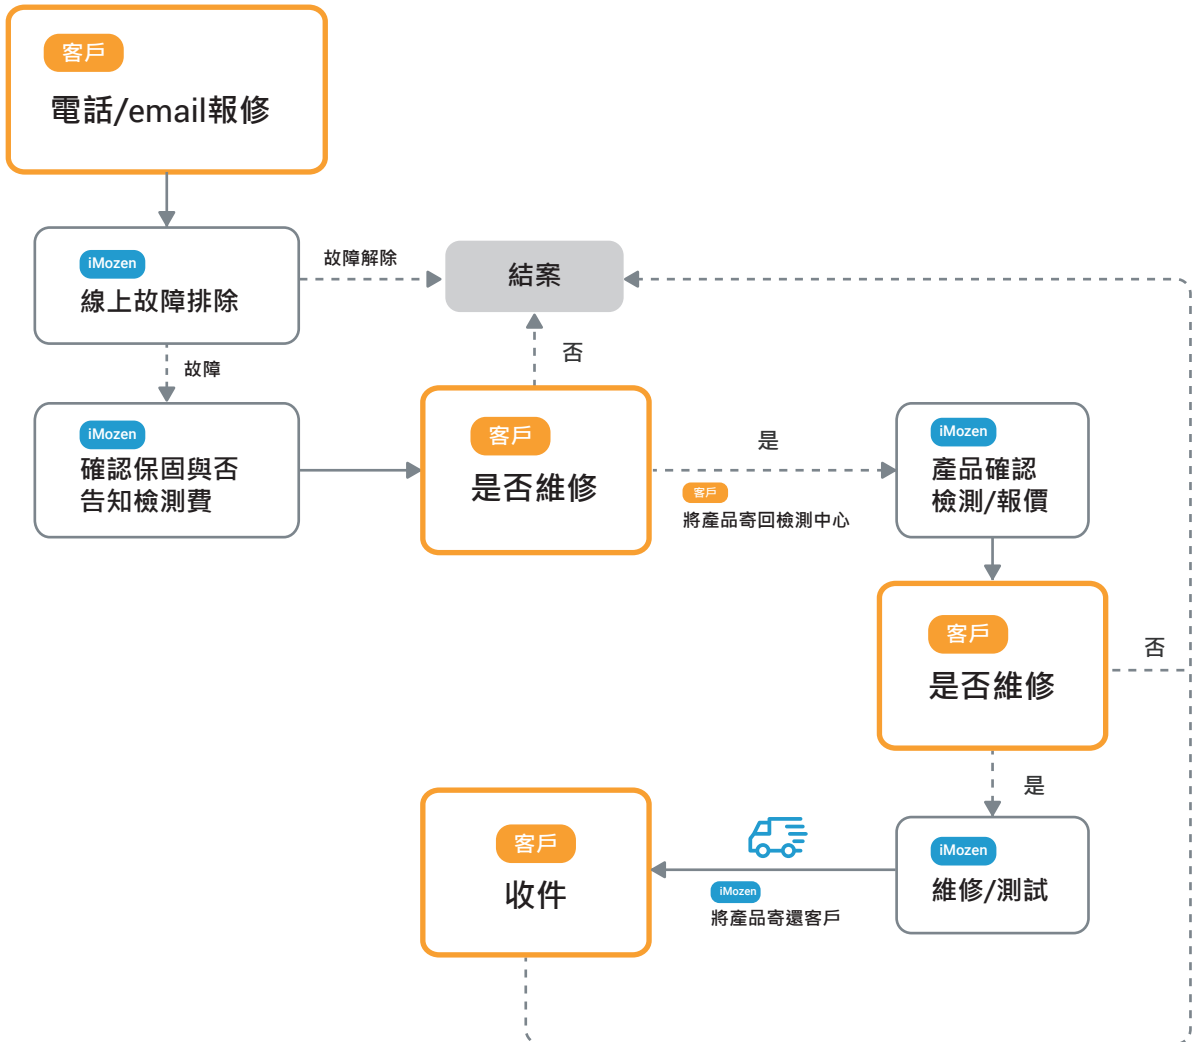 客戶
電話/email報修
iMozen
線上故障排除
故障解除
結案
故障
否
iMozen
確認保固與否
告知檢測費
客戶
是否維修
是
客戶
將產品寄回檢測中心
iMozen
產品確認
檢測/報價
客戶
是否維修
否
是
iMozen
維修/測試
iMozen
將產品寄還客戶
客戶
收件